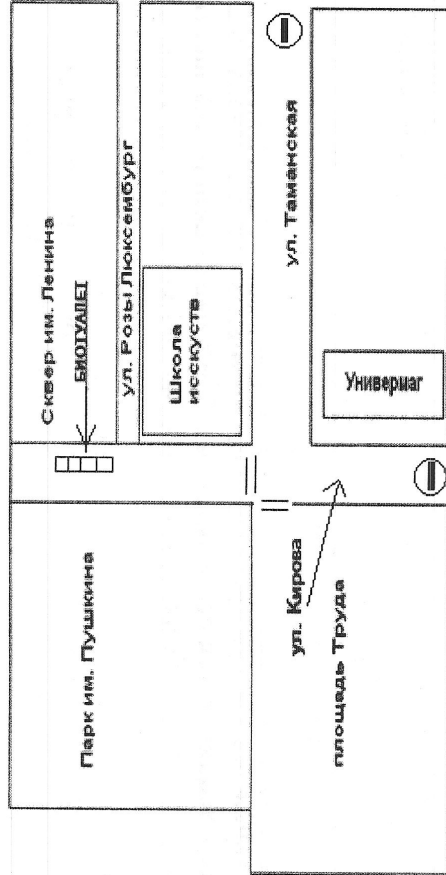 Сквер им. Ленина
БИОТУАЛЕТ
Парк им. Пушкина
ул. Розы Люксембург
Школа
исскуств
ул. Таманская
ул. Кирова
площадь Труда
Универмаг